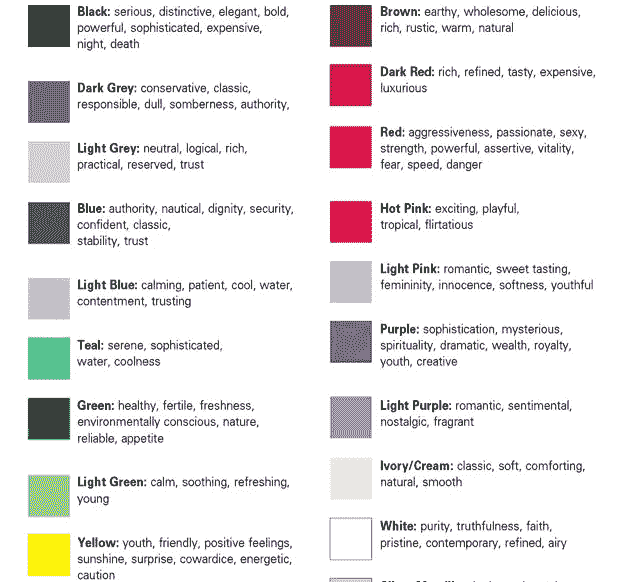 Black: serious, distinctive, elegant, bold,
powerful, sophisticated, expensive,
night, death
Dark Grey: conservative, classic,
responsible, dull, somberness, authority,
Light Grey: neutral, logical, rich,
practical, reserved, trust
Blue: authority, nautical, dignity, security,
confident, classic,
stability, trust
Light Blue: calming, patient, cool, water,
contentment, trusting
Teal: serene, sophisticated,
water, coolness
Green: healthy, fertile, freshness,
environmentally conscious, nature,
reliable, appetite
Light Green: calm, soothing, refreshing,
young
Yellow: youth, friendly, positive feelings,
sunshine, surprise, cowardice, energetic,
caution
Brown: earthy, wholesome, delicious,
rich, rustic, warm, natural
Dark Red: rich, refined, tasty, expensive,
luxurious
Red: aggressiveness, passionate, sexy,
strength, powerful, assertive, vitality,
fear, speed, danger
Hot Pink: exciting, playful,
tropical, flirtatious
Light Pink: romantic, sweet tasting,
femininity, innocence, softness, youthful
Purple: sophistication, mysterious,
spirituality, dramatic, wealth, royalty,
youth, creative
Light Purple: romantic, sentimental,
nostalgic, fragrant
Ivory/Cream: classic, soft, comforting,
natural, smooth
White: purity, truthfulness, faith,
pristine, contemporary, refined, airy